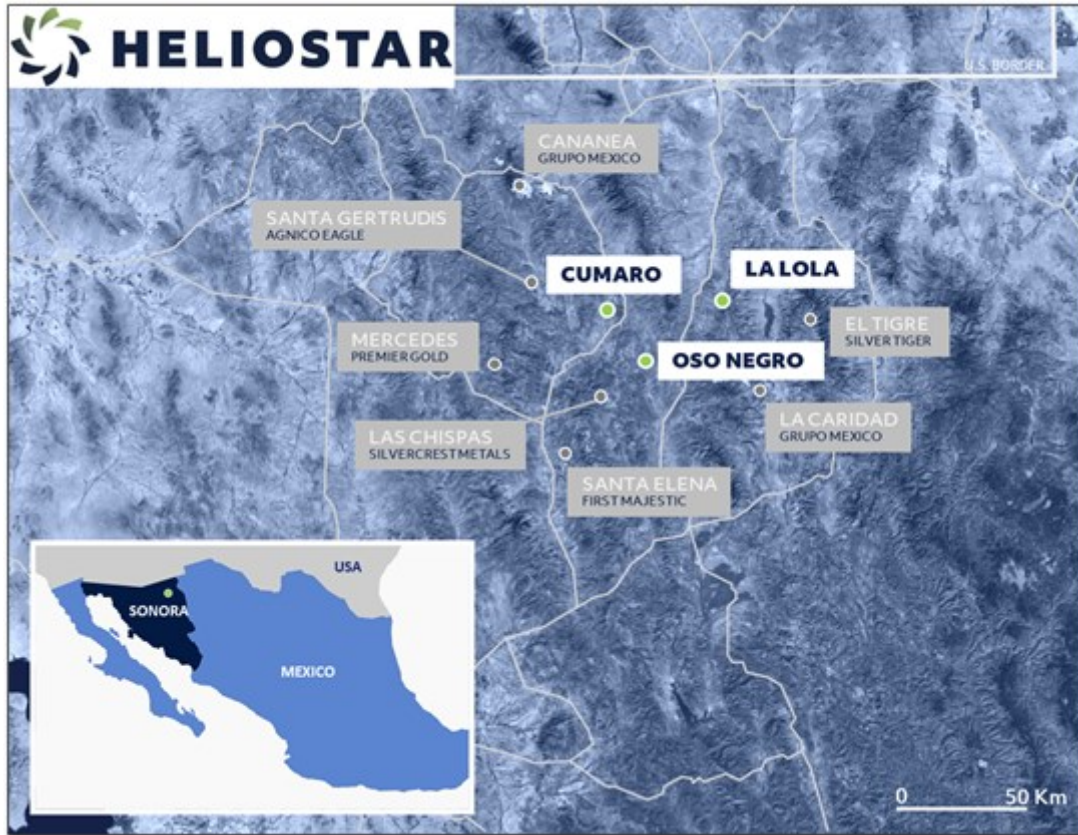 HELIOSTAR
U.S. BORDER
CANANEA
GRUPO MEXICO
SANTA GERTRUDIS
AGNICO EAGLE
CUMARO
LA LOLA
EL TIGRE
SILVER TIGER
MERCEDES
PREMIER GOLD
OSO NEGRO
LA CARIDAD
GRUPO MEXICO
LAS CHISPAS
SILVERCREST METALS
SANTA ELENA
FIRST MAJESTIC
USA
SONORA
MEXICO
0 50 Km